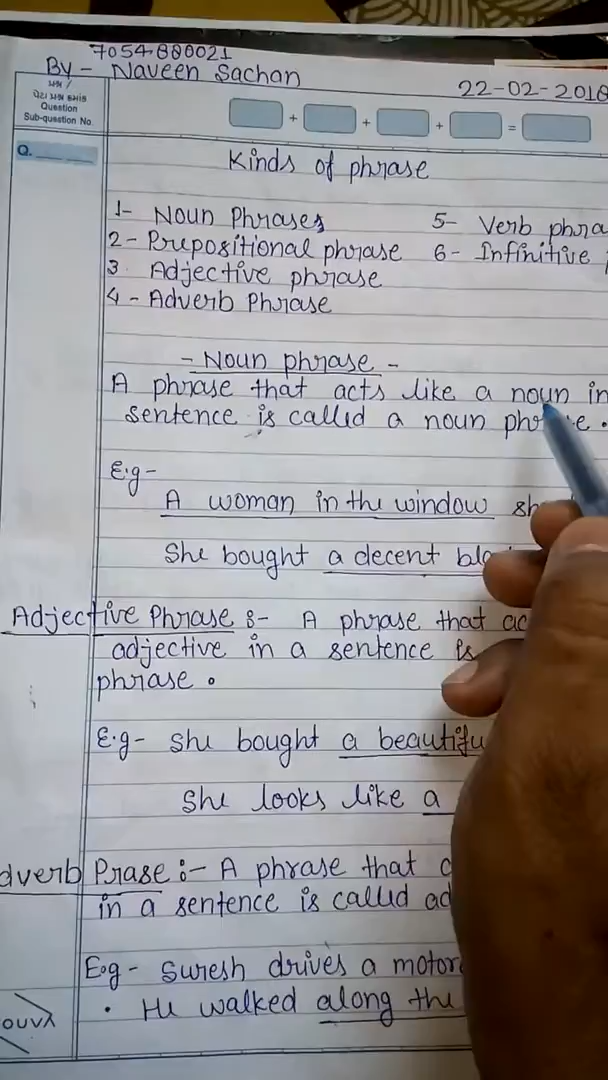 7054880021
By - Naveen Sachan
22-02-2018
Question
Sub-question No.
+ + + =
Q.
Kinds of phrase
1- Noun Phrases 5- Verb phra
2- Prepositional phrase 6- Infinitive
3. Adjective phrase
4 - Adverb Phrase
- Noun phrase -
A phrase that acts like a noun in
sentence is called a noun phrase.
E.g-
A woman in the window sh
She bought a decent bla
Adjective Phrase :- A phrase that ac
adjective in a sentence is
phrase.
E.g- she bought a beautifu
She looks like a
dverb Prase :- A phrase that a
in a sentence is called ad
E.g- Suresh drives a motor
. He walked along the